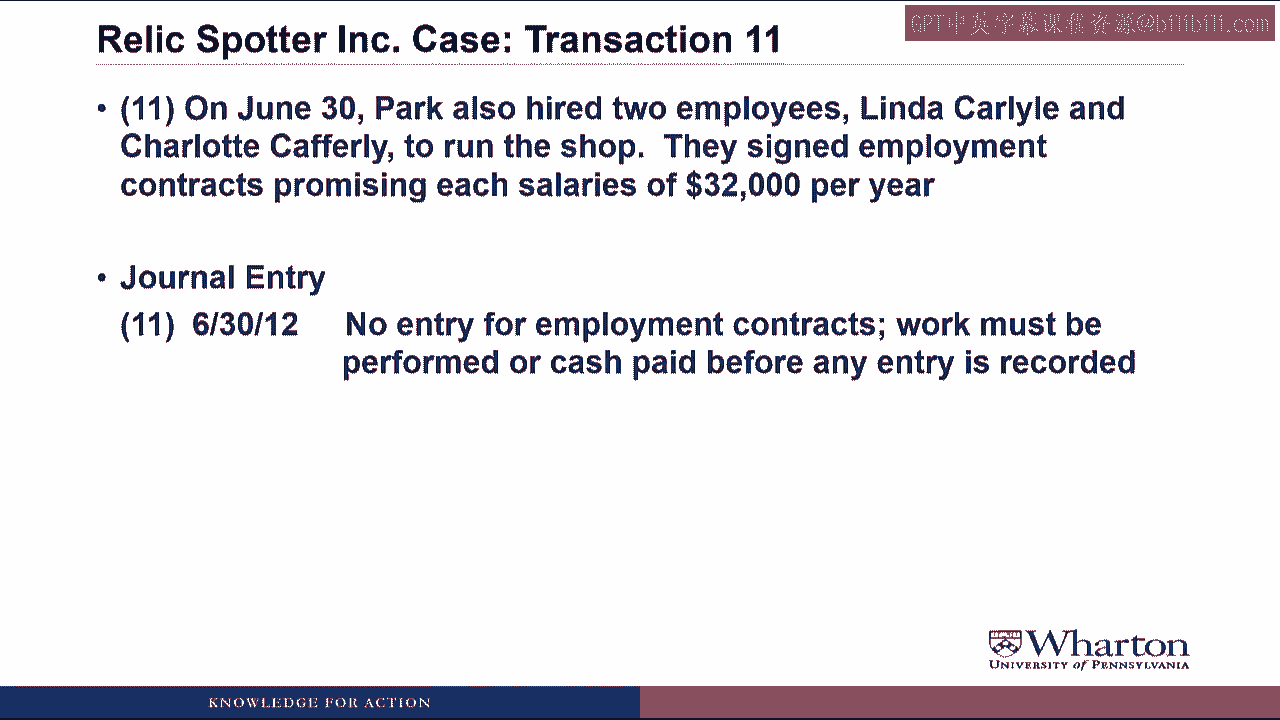 Relic Spotter Inc. Case: Transaction 11
GPT中英字幕课程资源@bilibili.com
• (11) On June 30, Park also hired two employees, Linda Carlyle and
Charlotte Cafferly, to run the shop. They signed employment
contracts promising each salaries of $32,000 per year
• Journal Entry
(11) 6/30/12 No entry for employment contracts; work must be
performed or cash paid before any entry is recorded
Wharton
UNIVERSITY of PENNSYLVANIA
KNOWLEDGE FOR ACTION